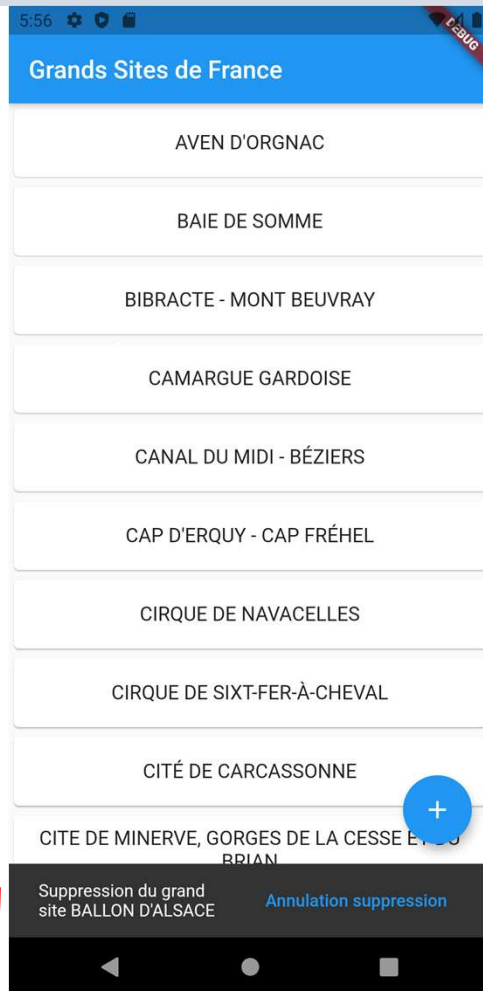 5:56
DEBUG
Grands Sites de France
AVEN D'ORGNAC
BAIE DE SOMME
BIBRACTE - MONT BEUVRAY
CAMARGUE GARDOISE
CANAL DU MIDI - BÉZIERS
CAP D'ERQUY - CAP FRÉHEL
CIRQUE DE NAVACELLES
CIRQUE DE SIXT-FER-À-CHEVAL
CITÉ DE CARCASSONNE
+
CITE DE MINERVE, GORGES DE LA CESSE ET DU
BRIAN
Suppression du grand
site BALLON D'ALSACE
Annulation suppression